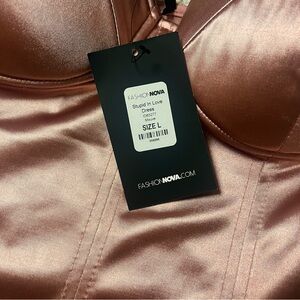 FASHIONNOVA
Stupid In Love
Dress
SIZE L
FASHIONNOVA.COM